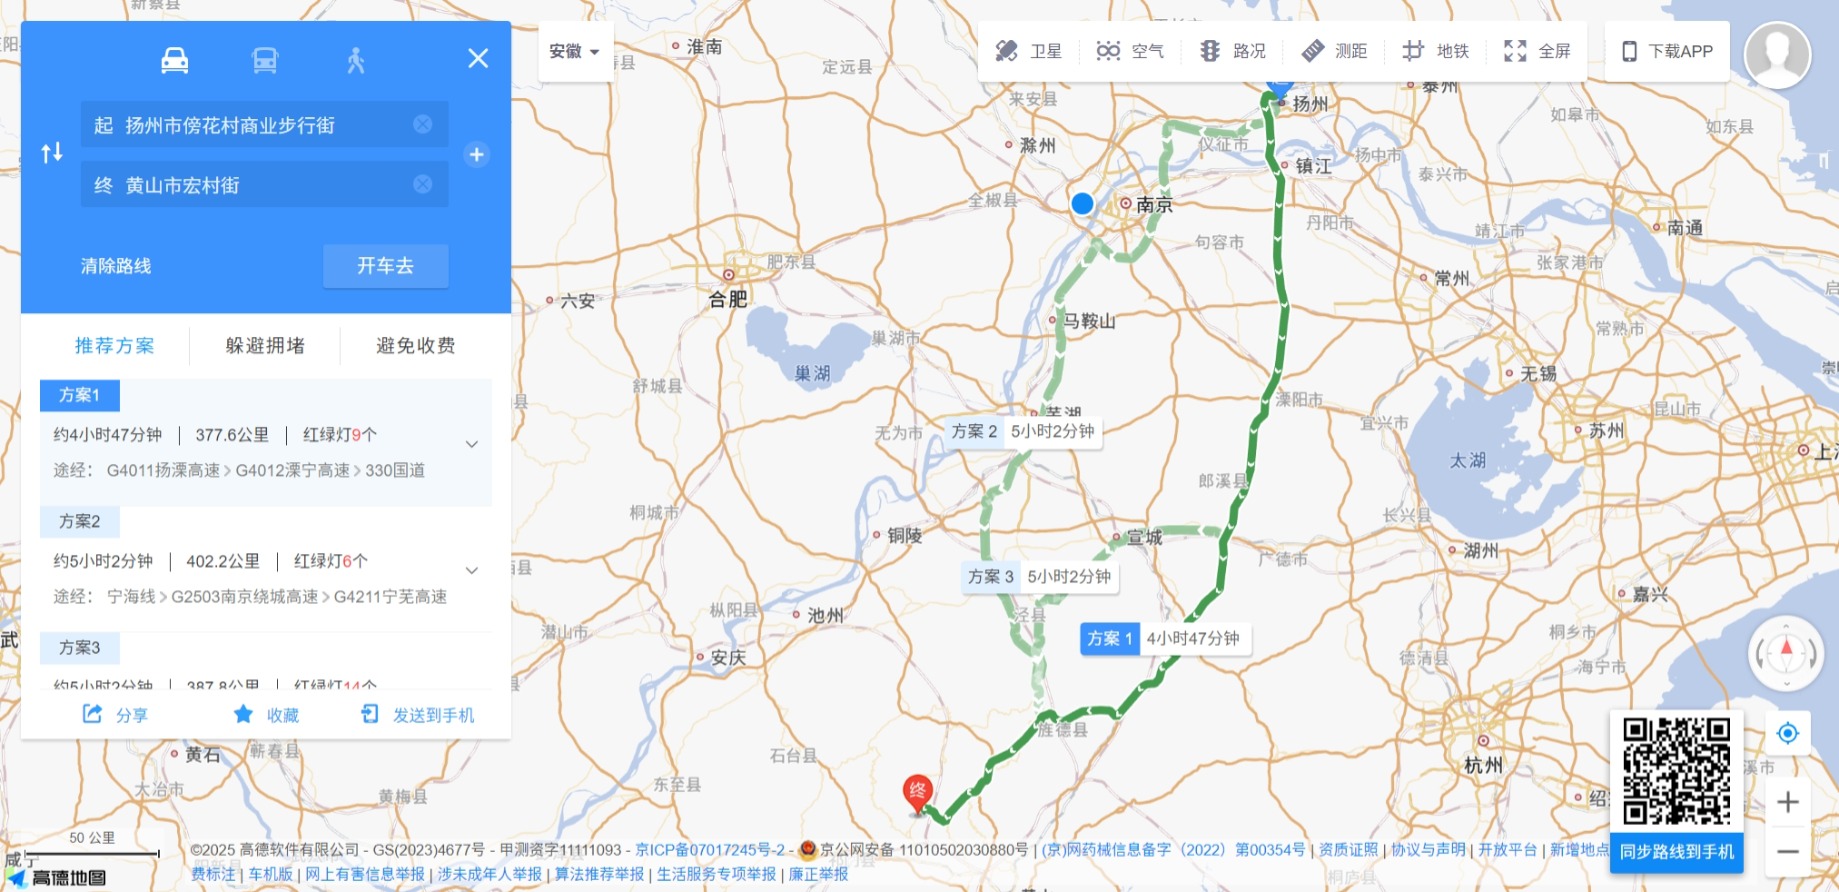 起 扬州市傍花村商业步行街
终 黄山市宏村街
清除路线
开车去
推荐方案
躲避拥堵
避免收费
方案1
约4小时47分钟 | 377.6公里 | 红绿灯9个
途经： G4011扬溧高速 > G4012溧宁高速 > 330国道
方案2
约5小时2分钟 | 402.2公里 | 红绿灯6个
途经： 宁海线 > G2503南京绕城高速 > G4211宁芜高速
方案3
约5小时2分钟 | 387.8公里 | 红绿灯14个
分享
收藏
发送到手机
安徽
卫星
空气
路况
测距
地铁
全屏
下载APP
淮南
定远县
来安县
滁州
全椒县
南京
仪征市
扬州
泰州
镇江
扬中市
泰兴市
如皋市
如东县
丹阳市
句容市
靖江市
南通
张家港市
常州
常熟市
肥东县
合肥
六安
巢湖市
巢湖
马鞍山
舒城县
芜湖
无为市
方案 2 5小时2分钟
溧阳市
宜兴市
无锡
昆山市
苏州
太湖
郎溪县
长兴县
桐城市
铜陵
宣城
广德市
湖州
方案 3 5小时2分钟
泾县
枞阳县
池州
潜山市
安庆
方案 1 4小时47分钟
嘉兴
桐乡市
德清县
海宁市
旌德县
石台县
东至县
黄石
蕲春县
大冶市
黄梅县
终
杭州
同步路线到手机
50 公里
高德地图
©2025 高德软件有限公司 - GS(2023)4677号 - 甲测资字11111093 - 京ICP备07017245号-2 - 京公网安备 11010502030880号 | (京)网药械信息备字（2022）第00354号 | 资质证照 | 协议与声明 | 开放平台 | 新增地点
费标注 | 车机版 | 网上有害信息举报 | 涉未成年人举报 | 算法推荐举报 | 生活服务专项举报 | 廉正举报
桐庐县